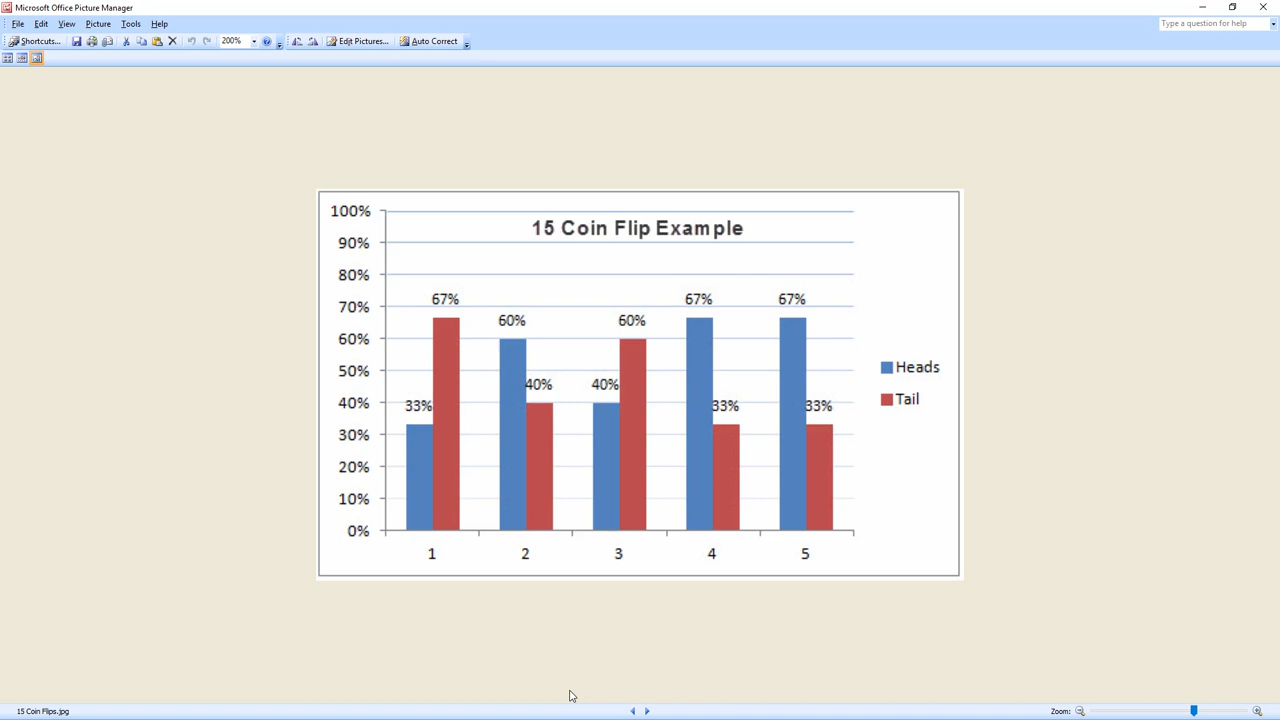 Microsoft Office Picture Manager
File Edit View Picture Tools Help
Type a question for help
Shortcuts... 200% Edit Pictures... Auto Correct
15 Coin Flip Example
100%
90%
80%
70%
60%
50%
40%
30%
20%
10%
0%
33% 67% 60% 40% 40% 60% 67% 33% 67% 33%
1 2 3 4 5
Heads
Tail
15 Coin Flips.jpg
Zoom: